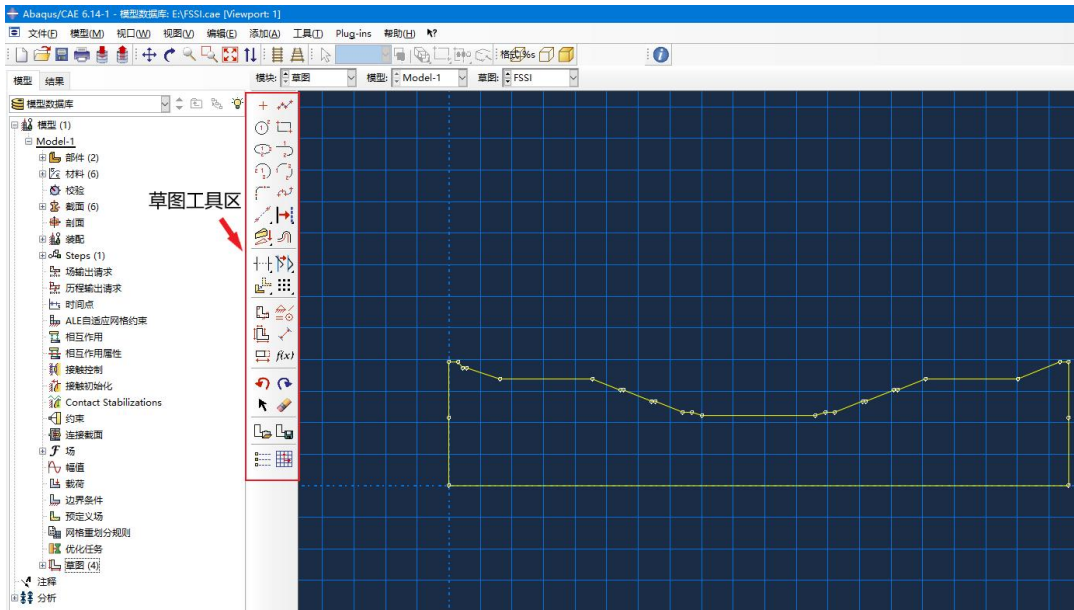 Abaqus/CAE 6.14-1 - 模型数据库: E:\FSSI.cae [Viewport: 1]
文件(F) 模型(M) 视口(W) 视图(V) 编辑(E) 添加(A) 工具(T) Plug-ins 帮助(H)
格式%s
模型 结果 模块: 草图 模型: Model-1 草图: FSSI
模型数据库
模型 (1)
Model-1
部件 (2)
材料 (6)
校验
截面 (6)
剖面
装配
Steps (1)
场输出请求
历程输出请求
时间点
ALE自适应网格约束
相互作用
相互作用属性
接触控制
接触初始化
Contact Stabilizations
约束
连接截面
场
幅值
载荷
边界条件
预定义场
网格重划分规则
优化任务
草图 (4)
注释
分析
草图工具区
f(x)